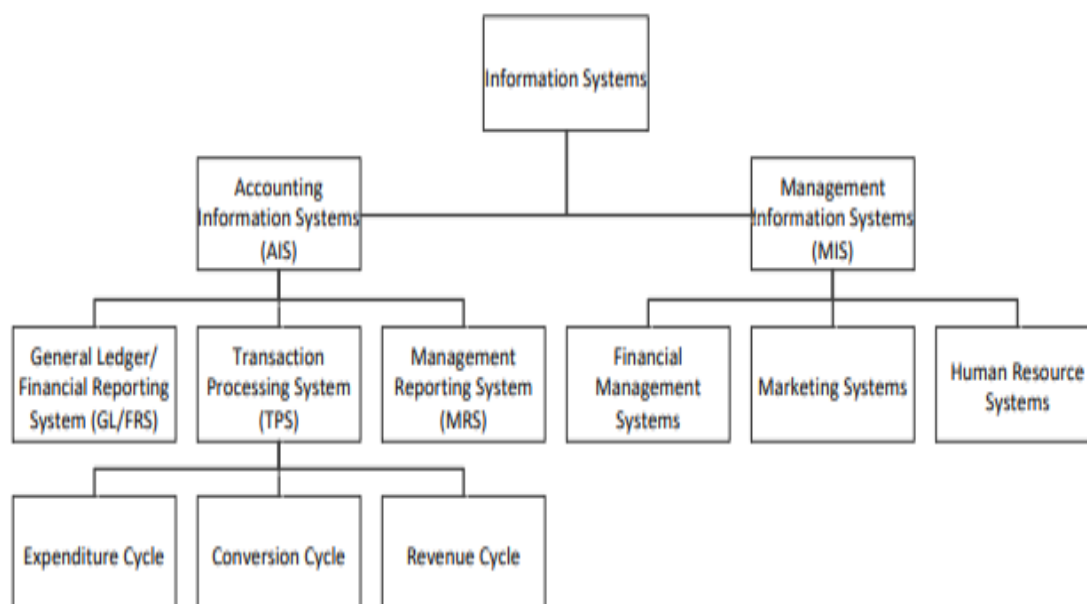 Information Systems
Accounting
Information Systems
(AIS)
Management
Information Systems
(MIS)
General Ledger/
Financial Reporting
System (GL/FRS)
Transaction
Processing System
(TPS)
Management
Reporting System
(MRS)
Financial
Management
Systems
Marketing Systems
Human Resource
Systems
Expenditure Cycle
Conversion Cycle
Revenue Cycle